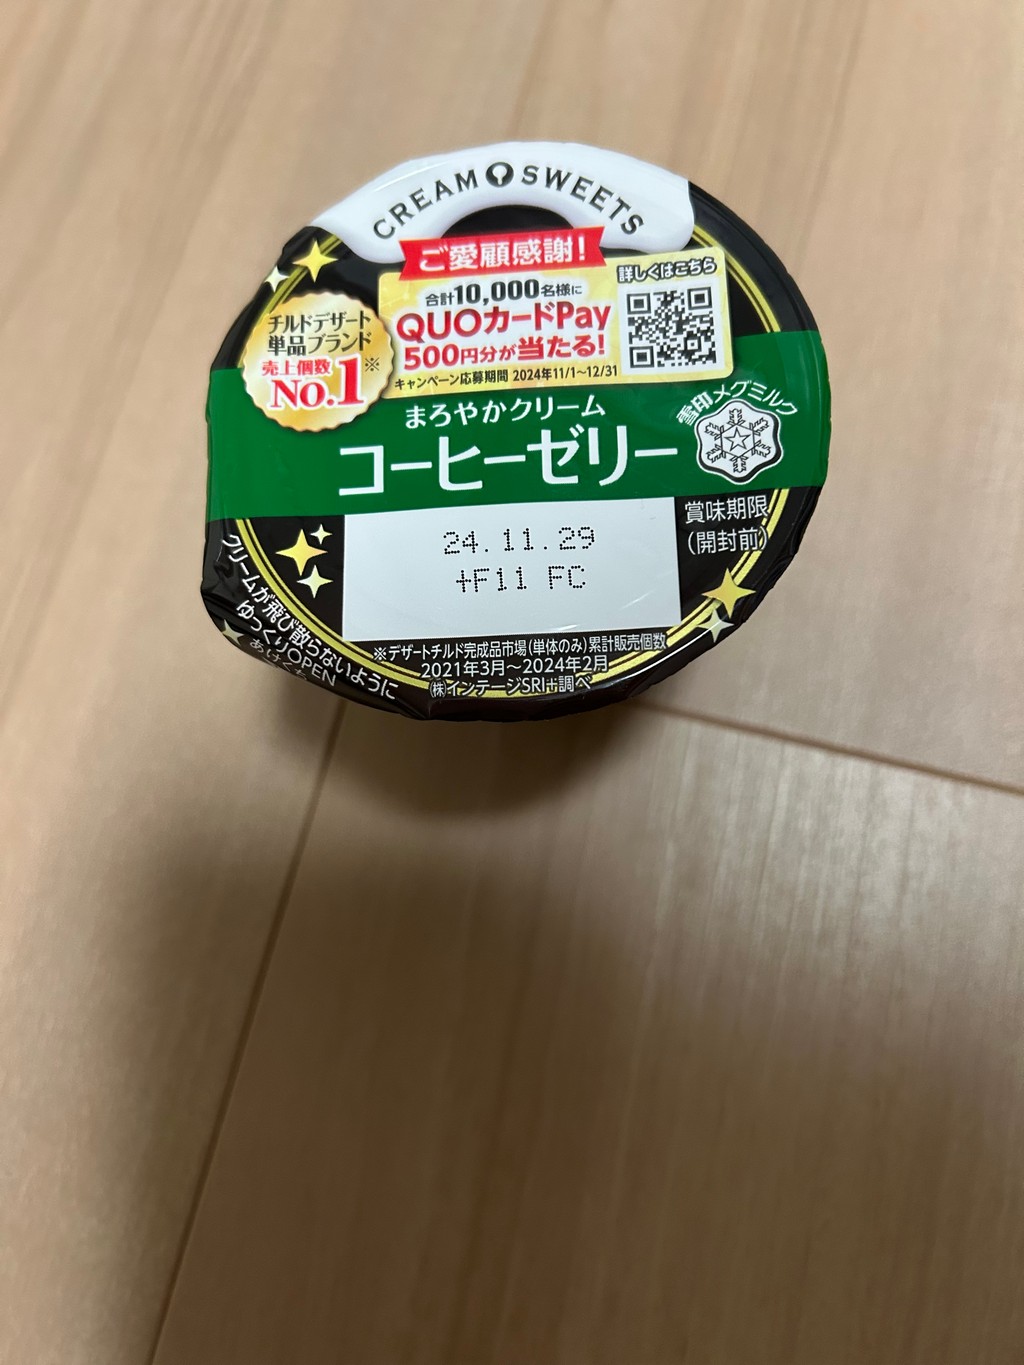 CREAM SWEETS
ご愛顧感謝!
合計10,000名様に
QUOカードPay
500円分が当たる!
キャンペーン応募期間 2024年11/1~12/31
詳しくはこちら
チルドデザート
単品ブランド
売上個数※
No.1
まろやかクリーム
コーヒーゼリー
雪印メグミルク
賞味期限
(開封前)
24.11.29
+F11 FC
※デザートチルド完成品市場(単体のみ)累計販売個数
2021年3月~2024年2月
㈱インテージSRI+調べ
クリームが飛び散らないように
ゆっくりOPEN
あけくち